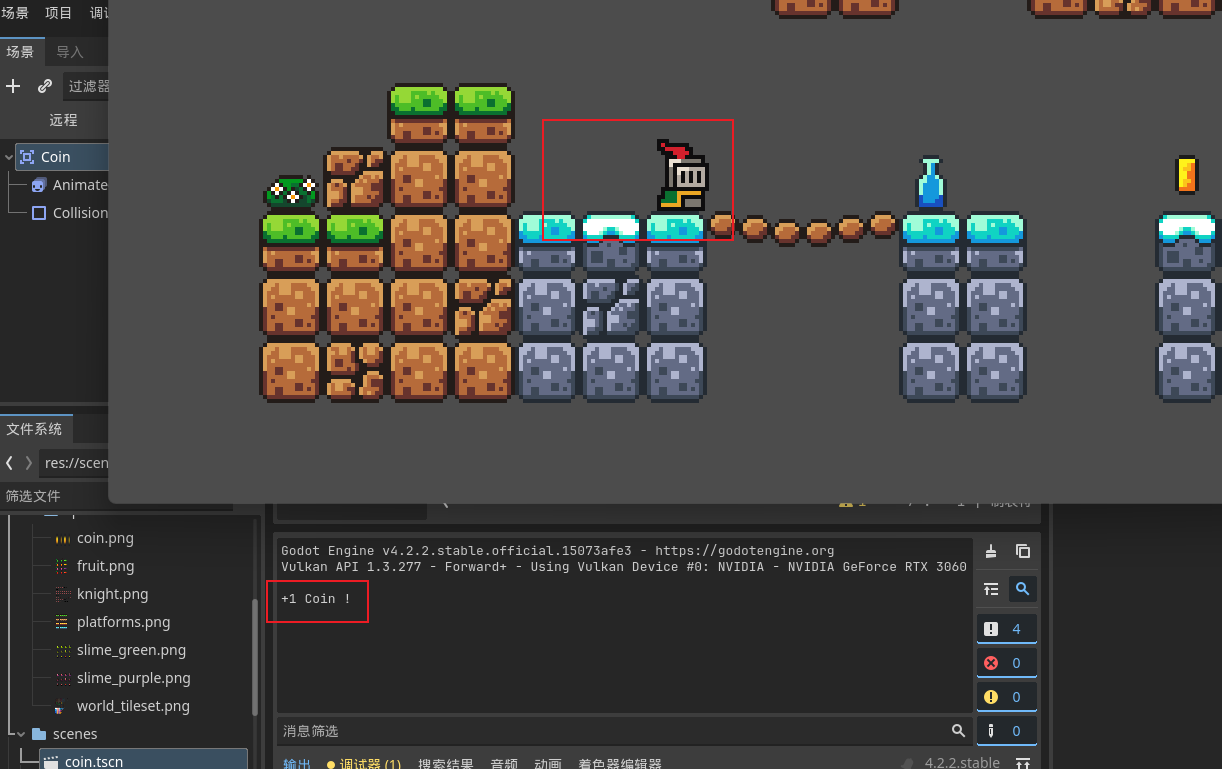 场景 项目
场景 导入
过滤器
远程
Coin
Animate
Collision
文件系统
res://scen
筛选文件
coin.png
fruit.png
knight.png
platforms.png
slime_green.png
slime_purple.png
world_tileset.png
scenes
coin.tscn
Godot Engine v4.2.2.stable.official.15073afe3 - https://godotengine.org
Vulkan API 1.3.277 - Forward+ - Using Vulkan Device #0: NVIDIA - NVIDIA GeForce RTX 3060
+1 Coin !
4
0
0
0
消息筛选
输出 调试器 (1) 搜索结果 音频 动画 着色器编辑器
4.2.2.stable